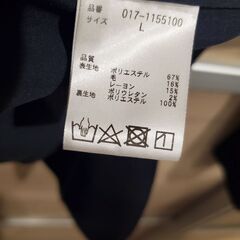 品番 017-1155100
サイズ L
品質
表生地 ポリエステル 67%
毛 16%
レーヨン 15%
ポリウレタン 2%
裏生地 ポリエステル 100%
1